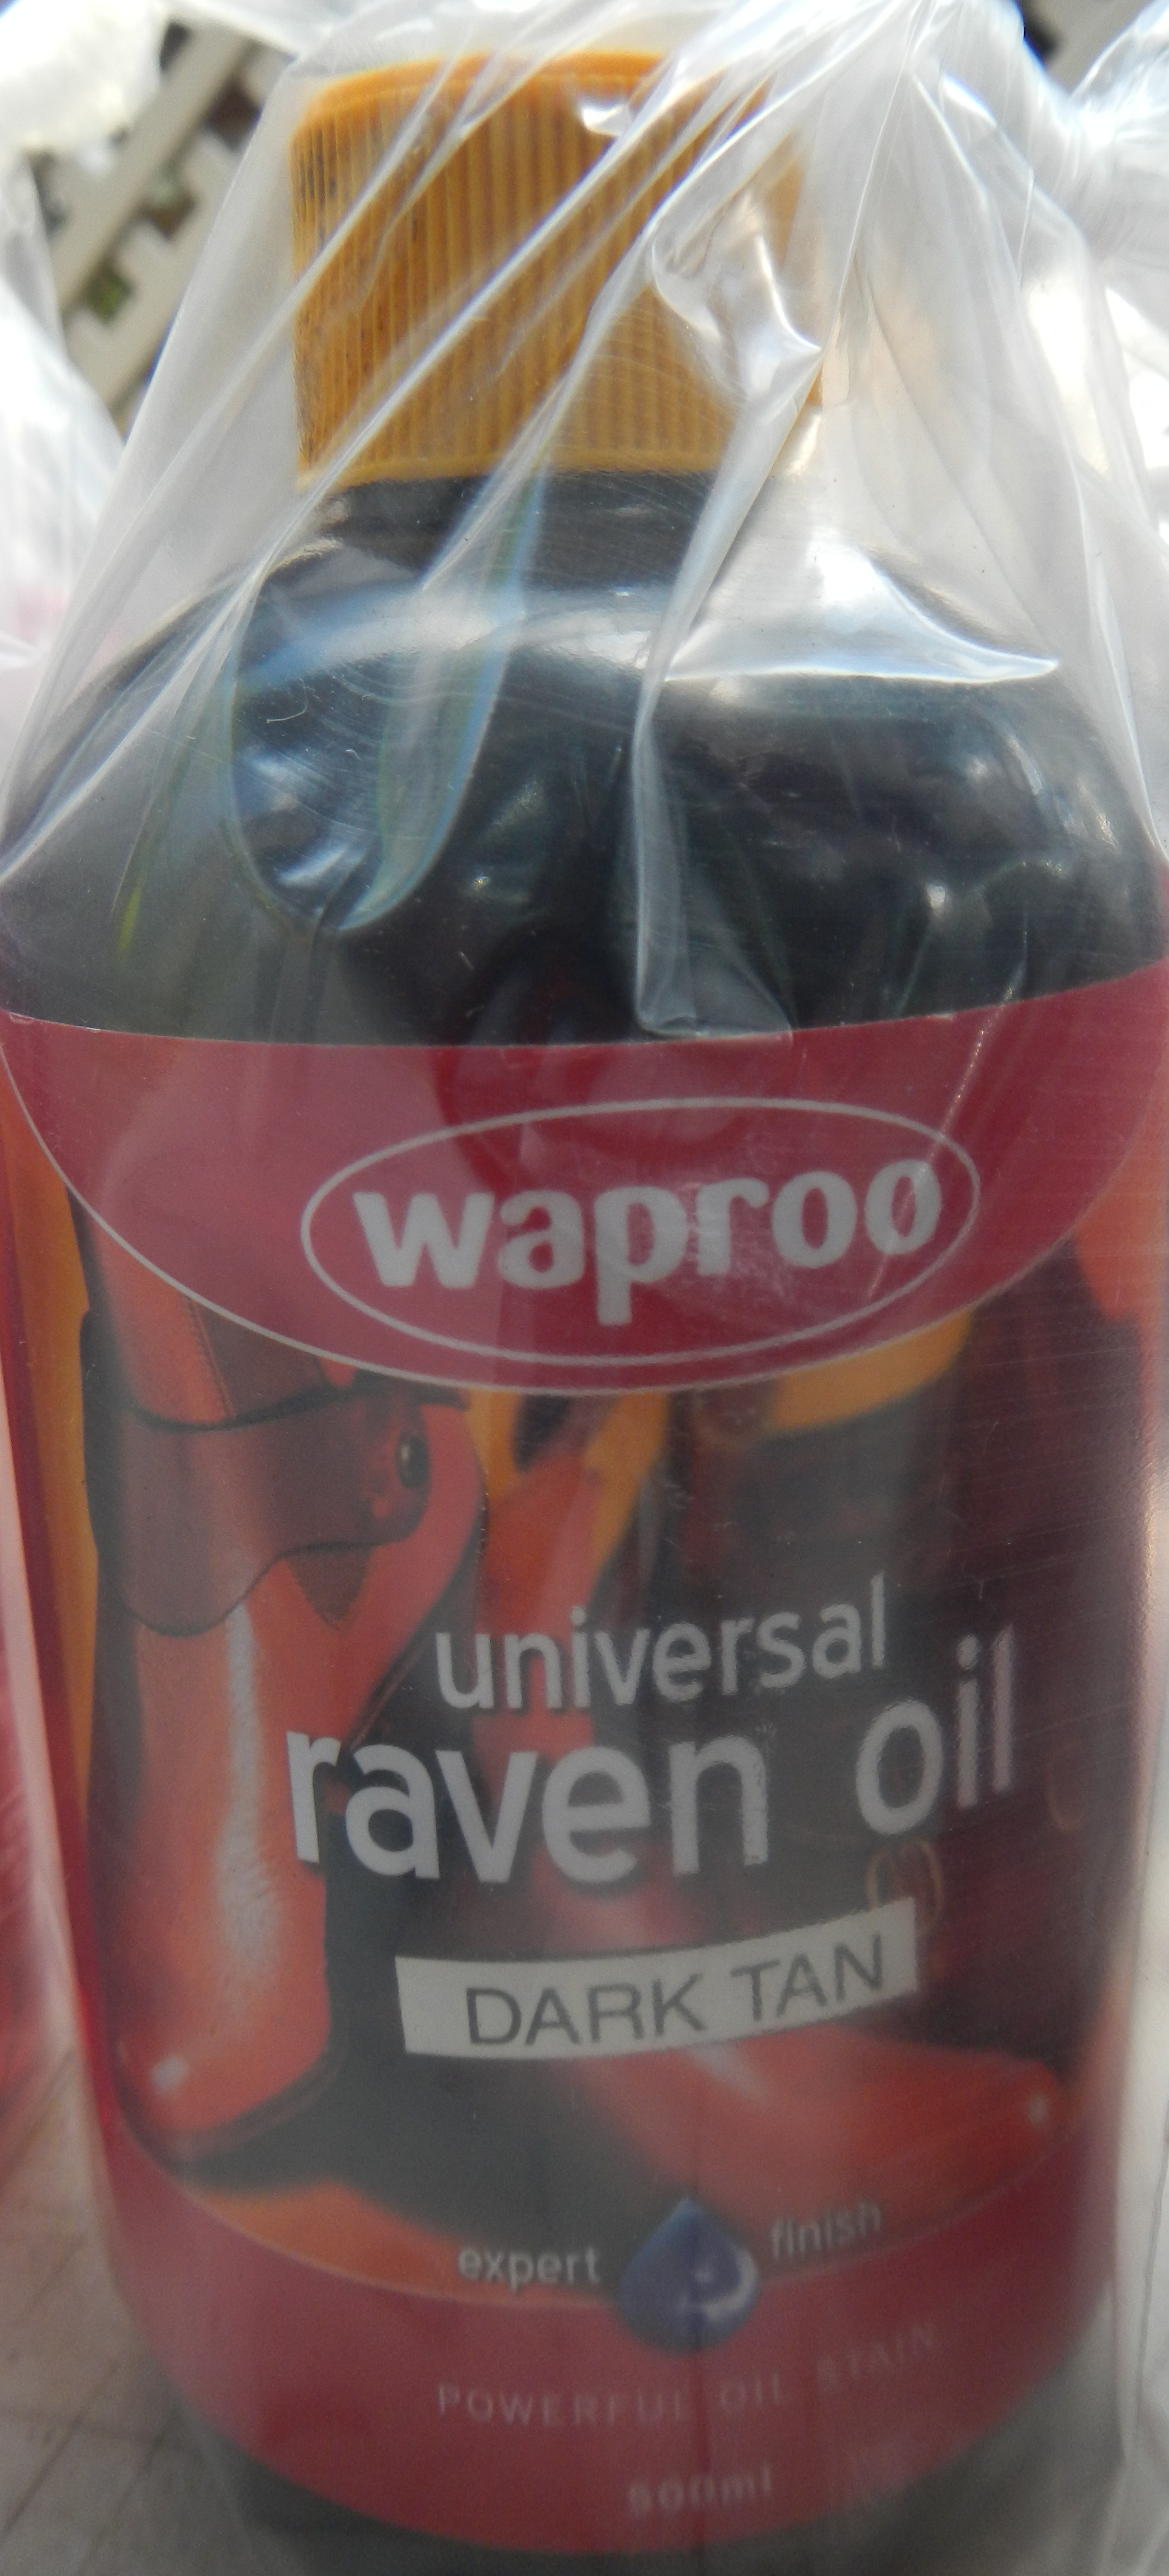 waproo
universal
raven oil
DARK TAN
expert finish
POWERFUL OIL STAIN
500ml